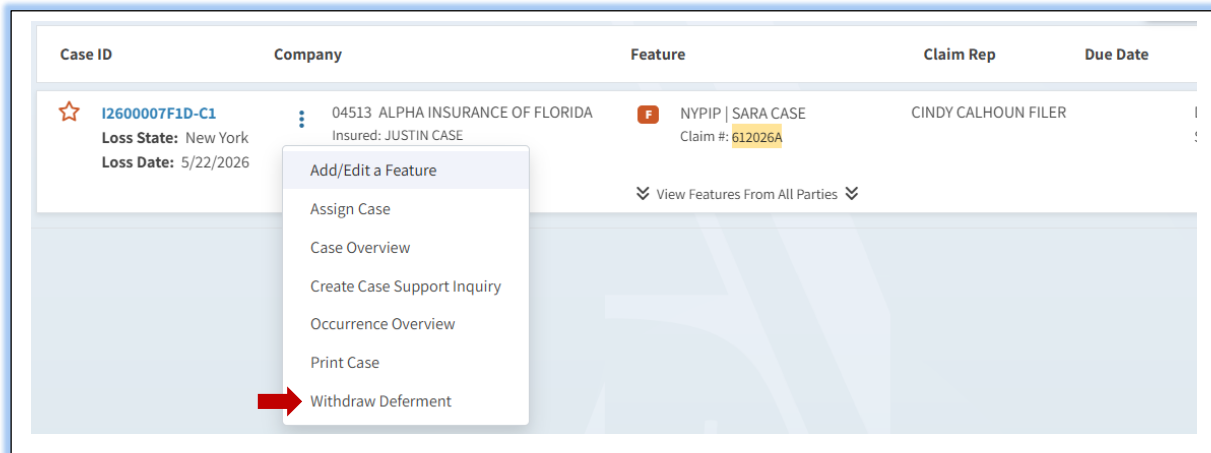 Case ID Company Feature Claim Rep Due Date
I2600007F1D-C1
Loss State: New York
Loss Date: 5/22/2026
04513 ALPHA INSURANCE OF FLORIDA
Insured: JUSTIN CASE
F NYPIP | SARA CASE
Claim #: 612026A
CINDY CALHOUN FILER
View Features From All Parties
Add/Edit a Feature
Assign Case
Case Overview
Create Case Support Inquiry
Occurrence Overview
Print Case
Withdraw Deferment